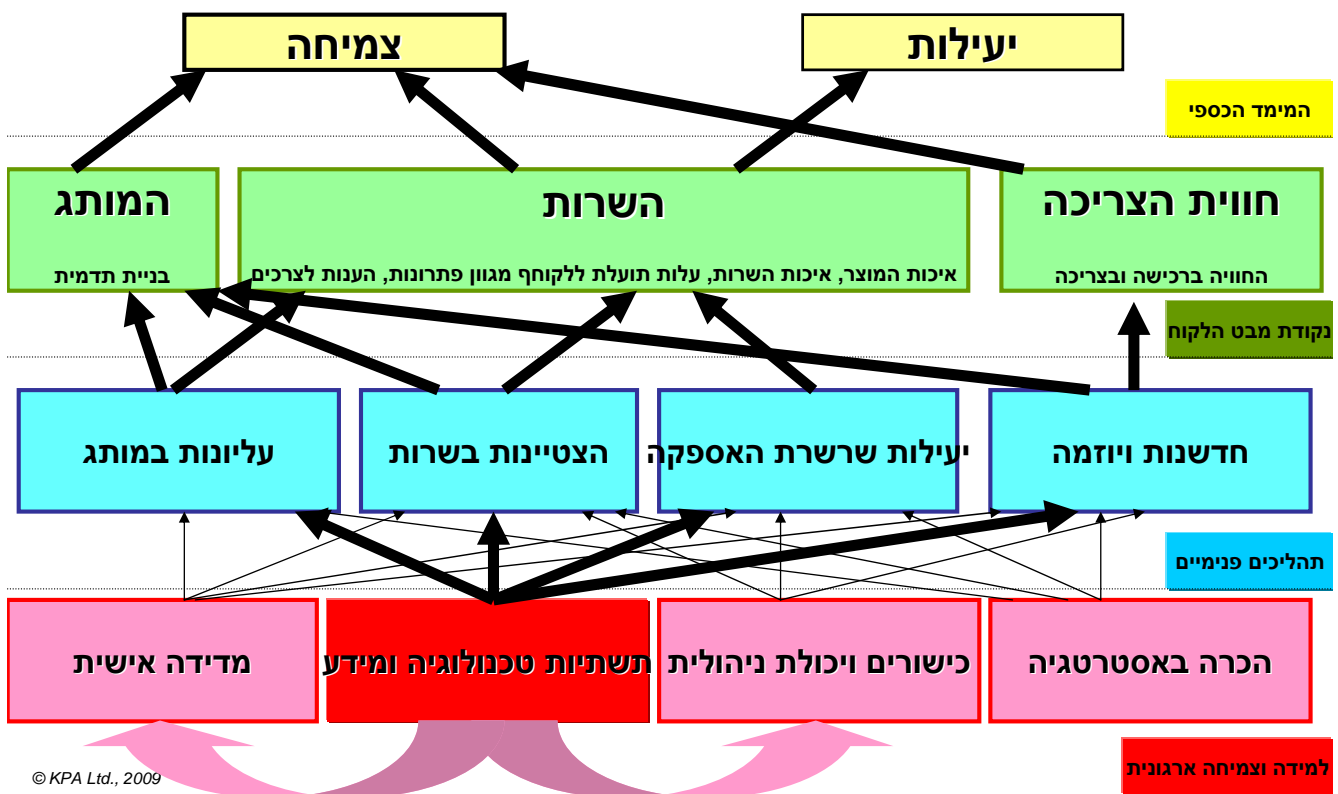 יעילות
צמיחה
המימד הכספי
חווית הצריכה
החוויה ברכישה ובצריכה
השרות
איכות המוצר, איכות השרות, עלות תועלת ללקוחף מגוון פתרונות, הענות לצרכים
המותג
בניית תדמית
נקודת מבט הלקוח
חדשנות ויוזמה
יעילות שרשרת האספקה
הצטיינות בשרות
עליונות במותג
תהליכים פנימיים
הכרה באסטרטגיה
כישורים ויכולת ניהולית
תשתיות טכנולוגיה ומידע
מדידה אישית
למידה וצמיחה ארגונית
© KPA Ltd., 2009